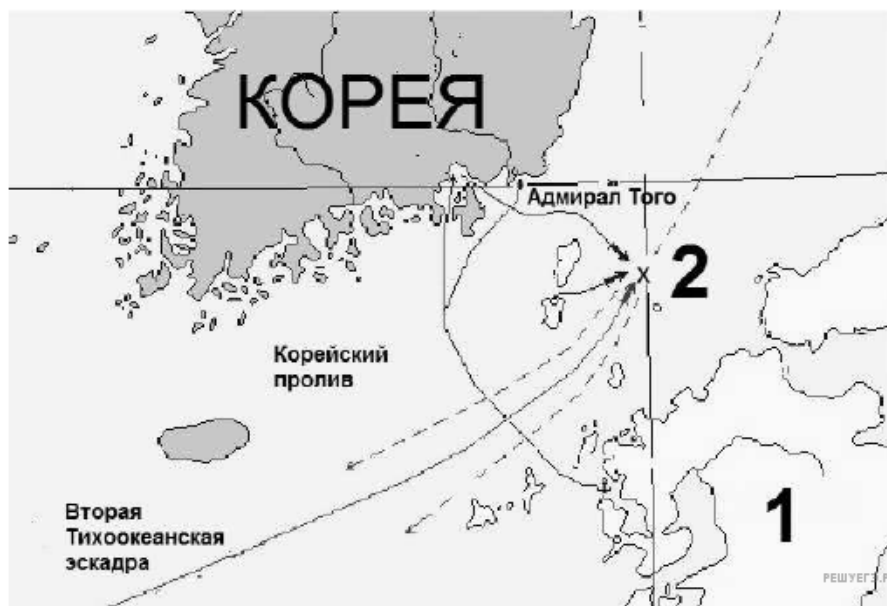 КОРЕЯ
Адмирал Того
2
Корейский
пролив
Вторая
Тихоокеанская
эскадра
1